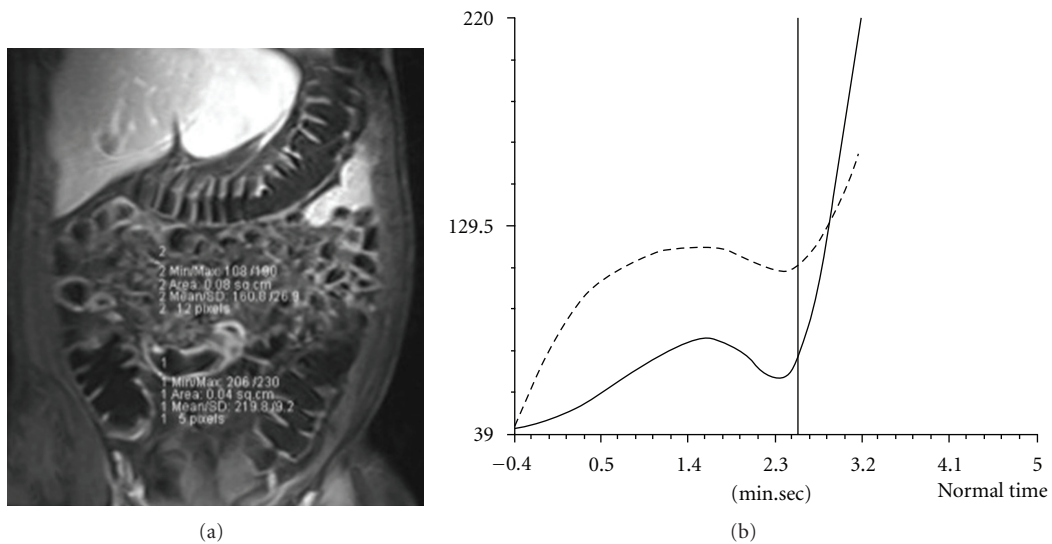 2
2 Min/Max: 108 /190
2 Area: 0.08 sq cm
2 Mean/SD: 160.8 /26.9
2 12 pixels
1
1 Min/Max: 206 /230
1 Area: 0.04 sq cm
1 Mean/SD: 219.8 /9.2
1 5 pixels
(a)
220
129.5
39
−0.4 0.5 1.4 2.3 3.2 4.1 5
(min.sec) Normal time
(b)